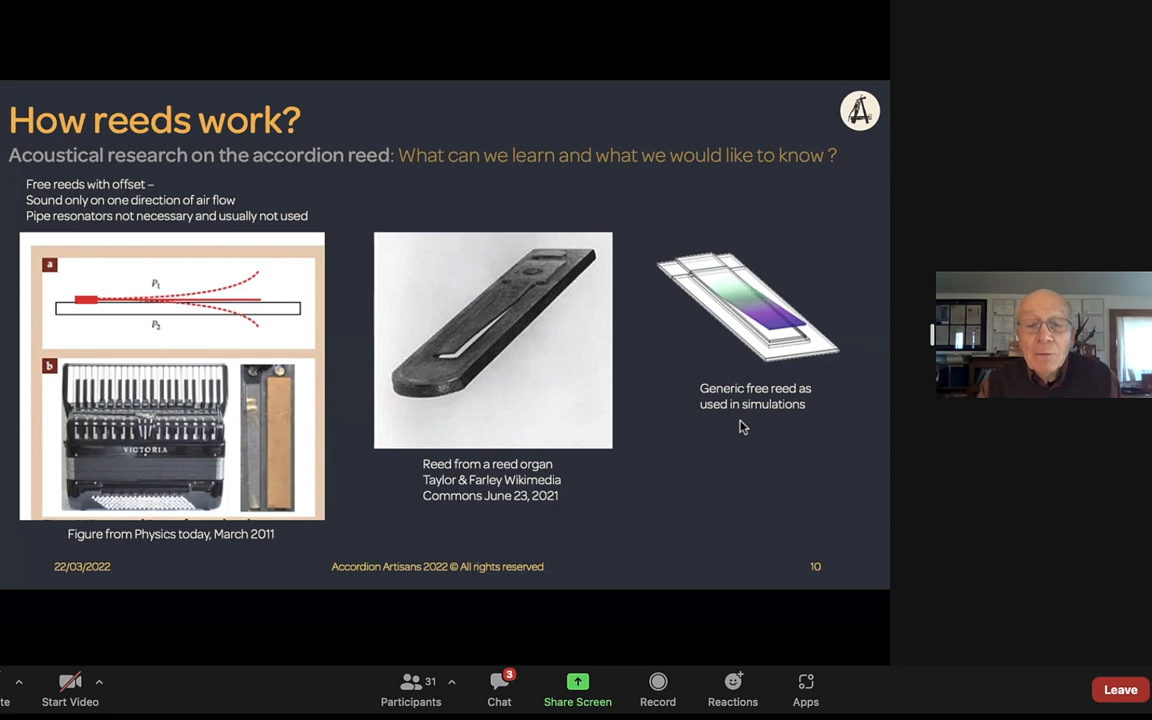 How reeds work?
Acoustical research on the accordion reed: What can we learn and what we would like to know ?
Free reeds with offset –
Sound only on one direction of air flow
Pipe resonators not necessary and usually not used
a
P1
P2
b
VICTORIA
Figure from Physics today, March 2011
Reed from a reed organ
Taylor & Farley Wikimedia
Commons June 23, 2021
Generic free reed as
used in simulations
22/03/2022
Accordion Artisans 2022 © All rights reserved
10
te
Start Video
Participants
31
Chat
3
Share Screen
Record
Reactions
Apps
Leave